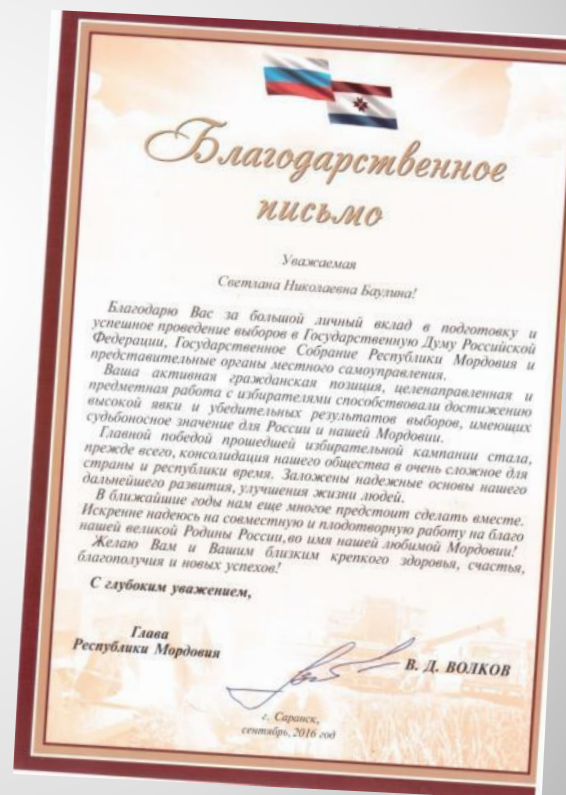 Благодарственное
письмо
Уважаемая
Светлана Николаевна Баулина!
Благодарю Вас за большой личный вклад в подготовку и
успешное проведение выборов в Государственную Думу Российской
Федерации, Государственное Собрание Республики Мордовия и
представительные органы местного самоуправления.
Ваша активная гражданская позиция, целенаправленная и
предметная работа с избирателями способствовали достижению
высокой явки и убедительных результатов выборов, имеющих
судьбоносное значение для России и нашей Мордовии.
Главной победой прошедшей избирательной кампании стала,
прежде всего, консолидация нашего общества в очень сложное для
страны и республики время. Заложены надежные основы нашего
дальнейшего развития, улучшения жизни людей.
В ближайшие годы нам еще многое предстоит сделать вместе.
Искренне надеюсь на совместную и плодотворную работу на благо
нашей великой Родины России,во имя нашей любимой Мордовии!
Желаю Вам и Вашим близким крепкого здоровья, счастья,
благополучия и новых успехов!
С глубоким уважением,
Глава
Республики Мордовия
В. Д. ВОЛКОВ
г. Саранск,
сентябрь, 2016 год